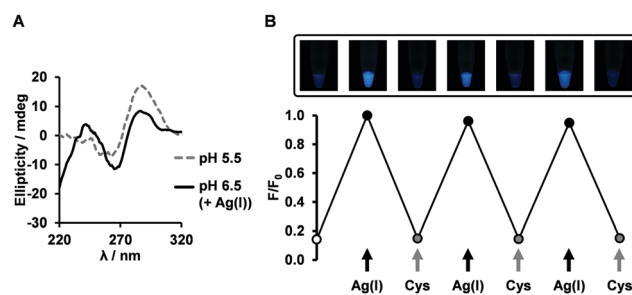 A
Ellipticity / mdeg
20
10
0
-10
-20
-30
220
270
320
λ / nm
pH 5.5
pH 6.5
(+ Ag(I))
B
F/F0
1.0
0.8
0.6
0.4
0.2
0.0
Ag(I)
Cys
Ag(I)
Cys
Ag(I)
Cys